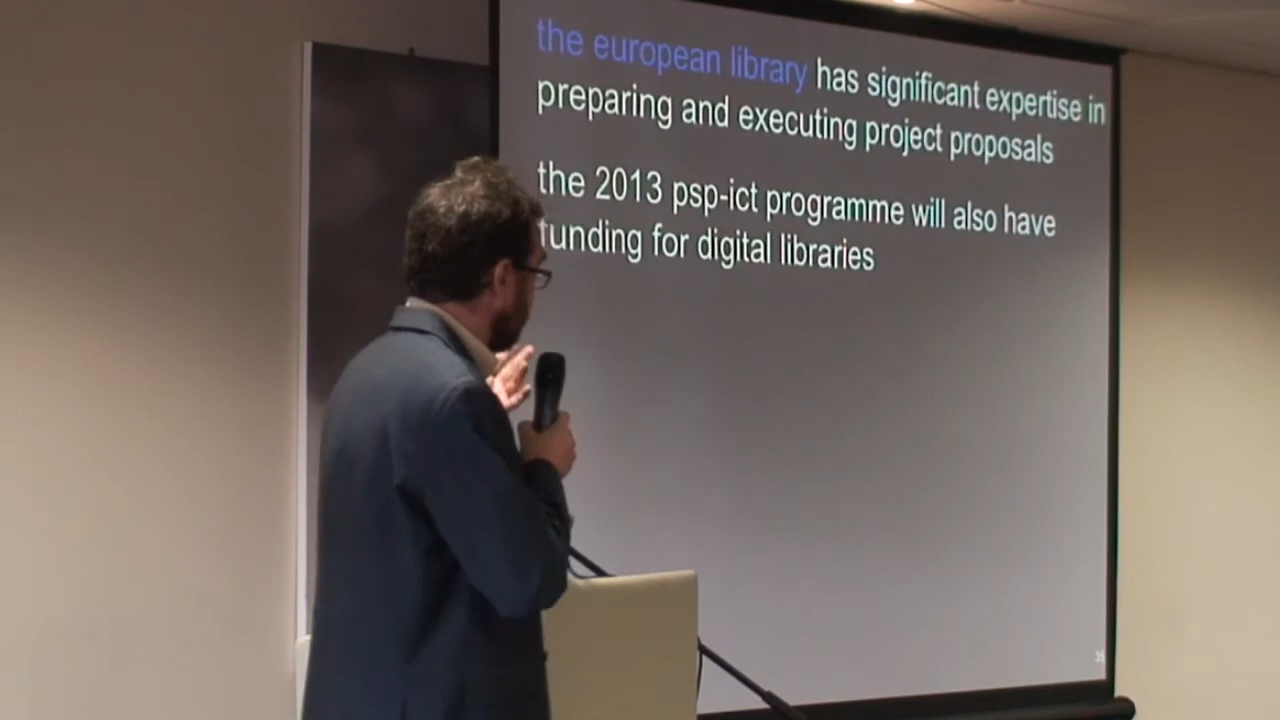 the european library has significant expertise in
preparing and executing project proposals
the 2013 psp-ict programme will also have
funding for digital libraries